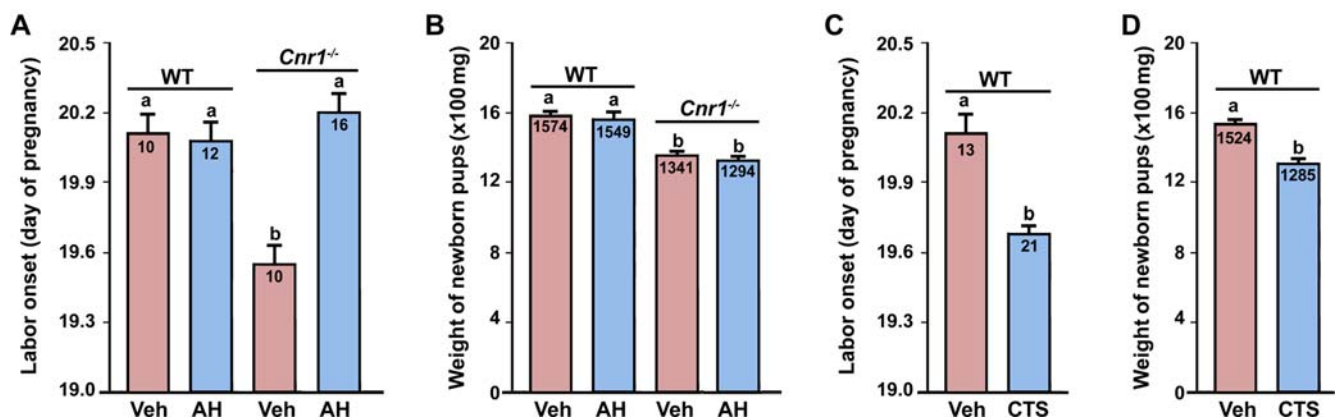 A
Labor onset (day of pregnancy)
20.5
20.2
19.9
19.6
19.3
19.0
WT
Cnr1-/-
a
a
b
a
10
12
10
16
Veh
AH
Veh
AH
B
Weight of newborn pups (x100mg)
20
16
12
8
4
0
WT
Cnr1-/-
a
a
b
b
1574
1549
1341
1294
Veh
AH
Veh
AH
C
Labor onset (day of pregnancy)
20.5
20.2
19.9
19.6
19.3
19.0
WT
a
b
13
21
Veh
CTS
D
Weight of newborn pups (x100mg)
20
16
12
8
4
0
WT
a
b
1524
1285
Veh
CTS